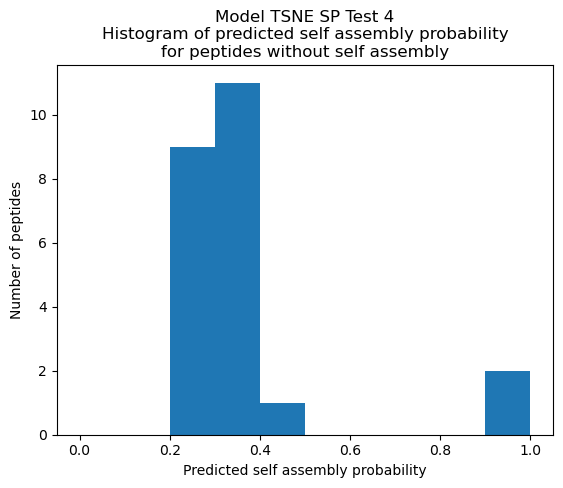 Model TSNE SP Test 4
Histogram of predicted self assembly probability
for peptides without self assembly
10
8
6
4
2
0
Number of peptides
0.0 0.2 0.4 0.6 0.8 1.0
Predicted self assembly probability